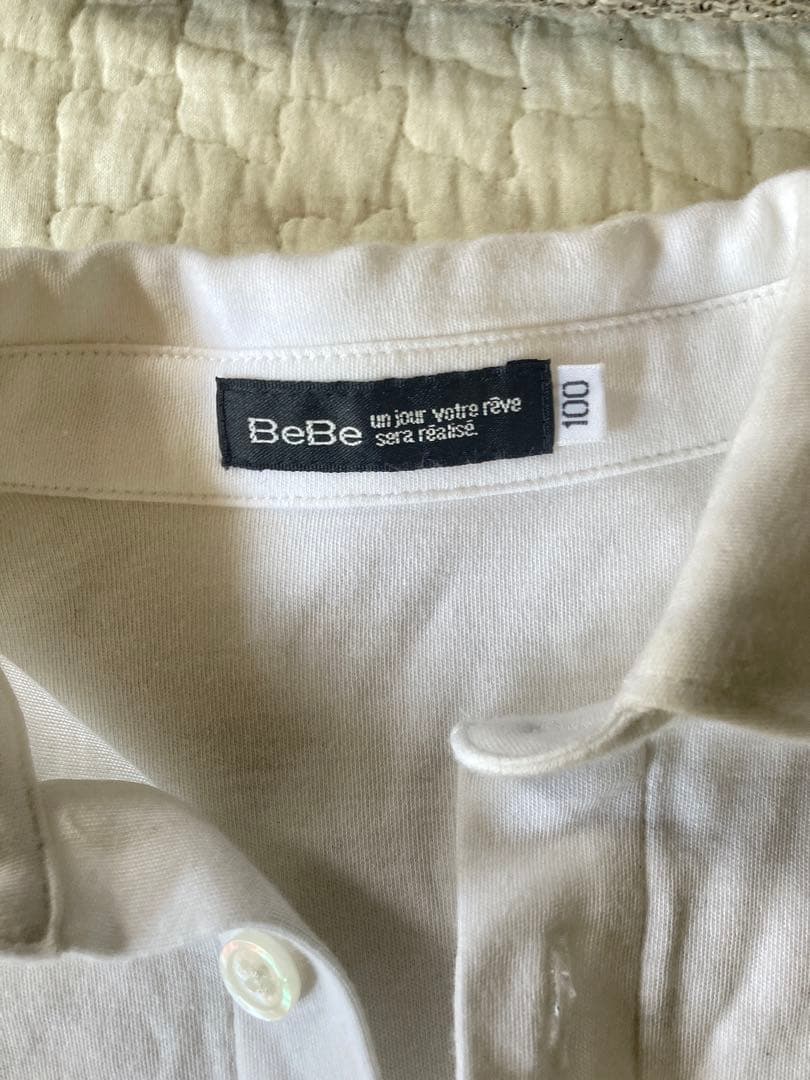 BeBe
un jour votre rêve
sera réalisé.
100